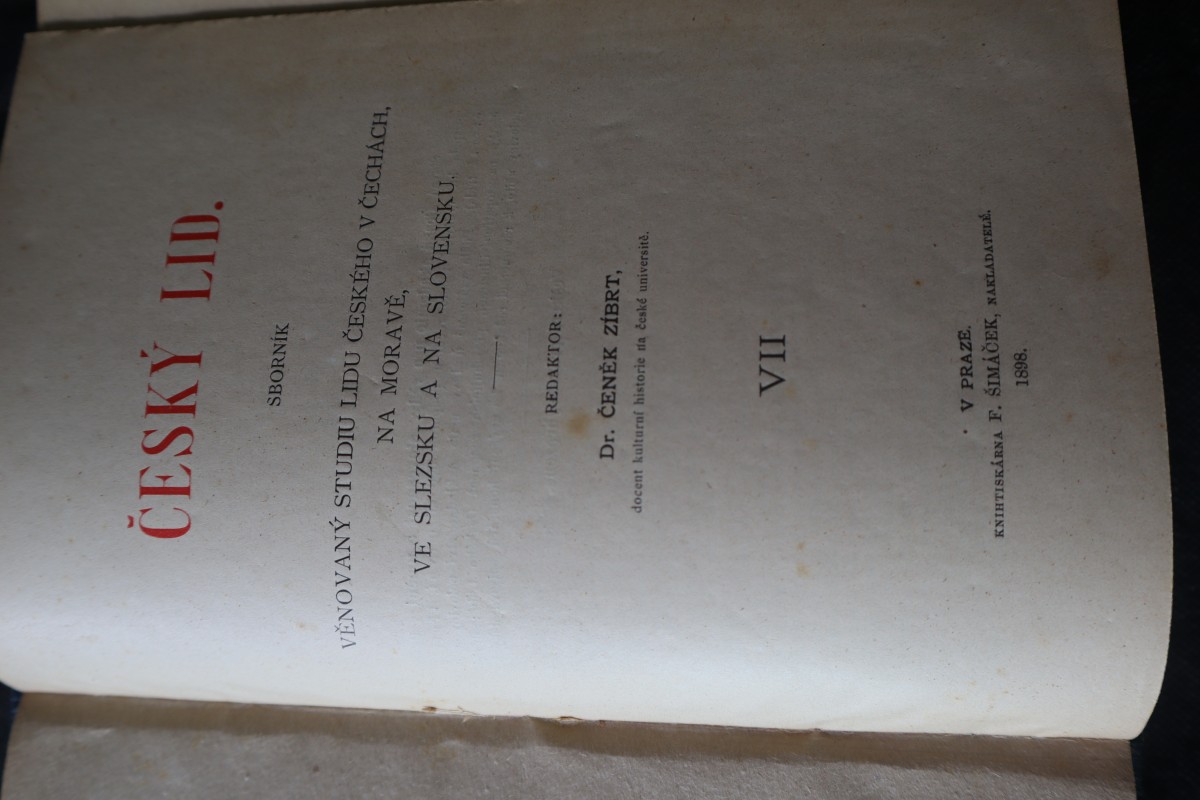 ČESKÝ LID.
SBORNÍK
VĚNOVANÝ STUDIU LIDU ČESKÉHO V ČECHÁCH,
NA MORAVĚ,
VE SLEZSKU A NA SLOVENSKU.
REDAKTOR:
Dr. ČENĚK ZÍBRT,
docent kulturní historie na české universitě.
VII
V PRAZE.
KNIHTISKÁRNA F. ŠIMÁČEK, NAKLADATELÉ.
1898.